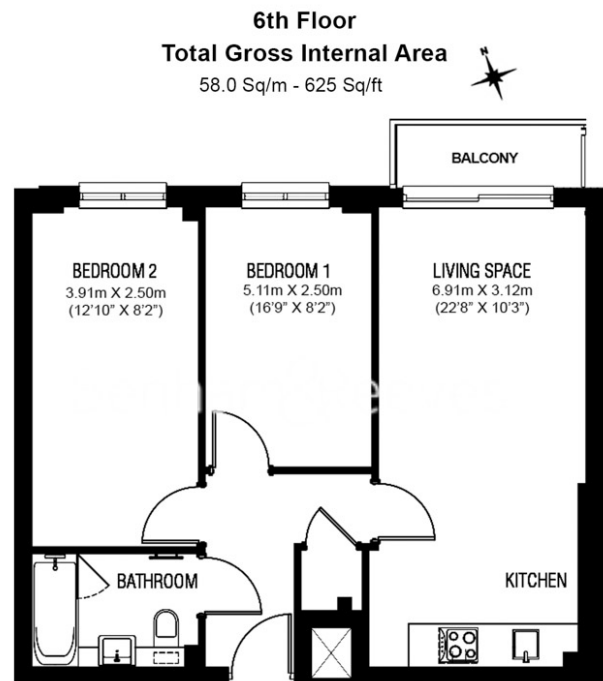 6th Floor
Total Gross Internal Area
58.0 Sq/m - 625 Sq/ft
N
BALCONY
BEDROOM 2
3.91m X 2.50m
(12'10" X 8'2")
BEDROOM 1
5.11m X 2.50m
(16'9" X 8'2")
LIVING SPACE
6.91m X 3.12m
(22'8" X 10'3")
BATHROOM
KITCHEN